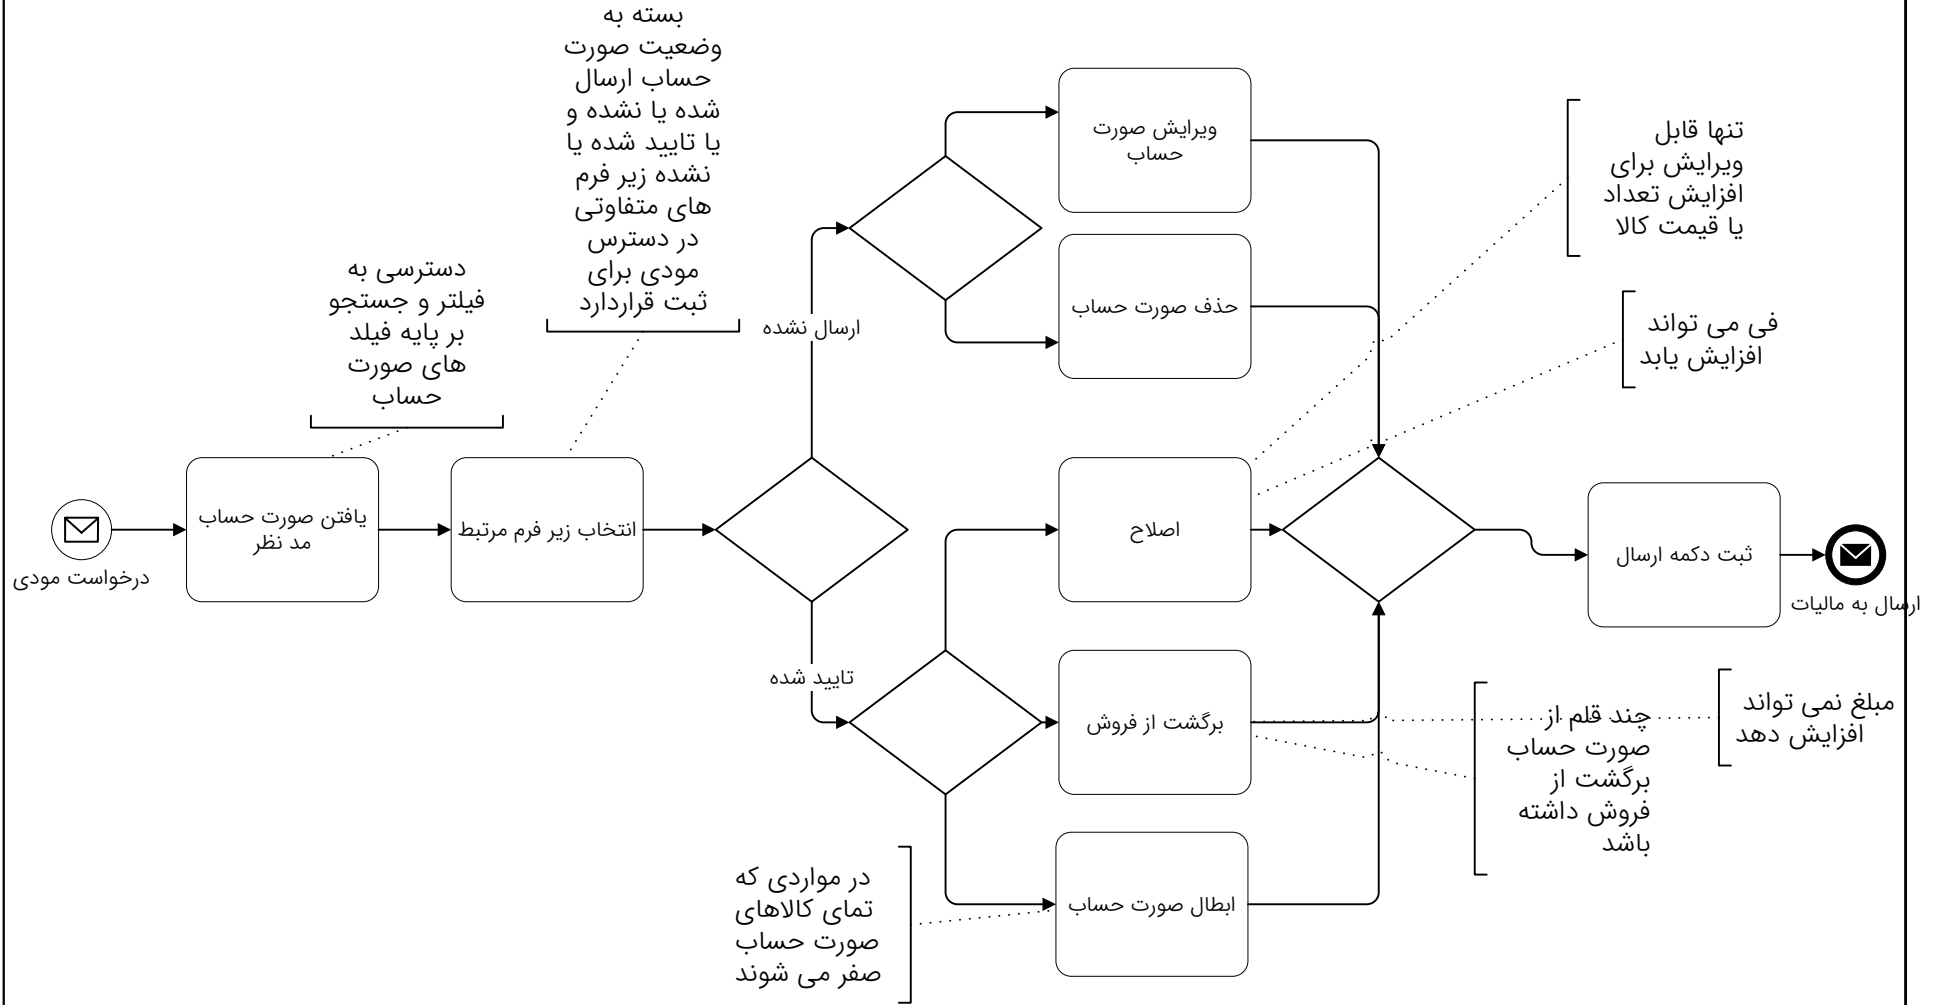 بسته به
وضعیت صورت
حساب ارسال
شده یا نشده و
یا تایید شده یا
نشده زیر فرم
های متفاوتی
در دسترس
مودی برای
ثبت قراردارد
دسترسی به
فیلتر و جستجو
بر پایه فیلد
های صورت
حساب
درخواست مودی
یافتن صورت حساب
مد نظر
انتخاب زیر فرم مرتبط
ارسال نشده
تایید شده
ویرایش صورت
حساب
حذف صورت حساب
اصلاح
برگشت از فروش
ابطال صورت حساب
در مواردی که
تمای کالاهای
صورت حساب
صفر می شوند
تنها قابل
ویرایش برای
افزایش تعداد
یا قیمت کالا
فی می تواند
افزایش یابد
ثبت دکمه ارسال
ارسال به مالیات
چند قلم از
صورت حساب
برگشت از
فروش داشته
باشد
مبلغ نمی تواند
افزایش دهد